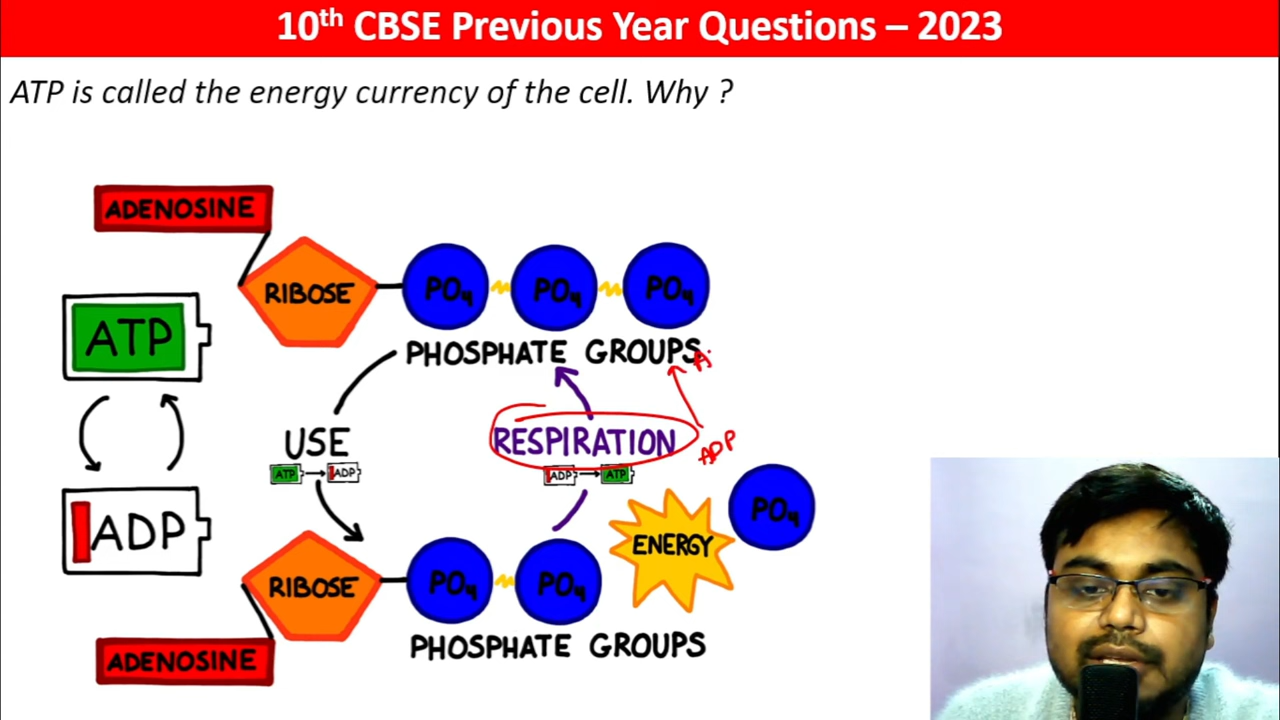 10th CBSE Previous Year Questions – 2023
ATP is called the energy currency of the cell. Why ?
ADENOSINE
RIBOSE
PO4 PO4 PO4
ATP
PHOSPHATE GROUPS
USE
RESPIRATION
ADP
ATP ADP
ADP ATP
ADP
ENERGY
PO4
RIBOSE
PO4 PO4
PHOSPHATE GROUPS
ADENOSINE